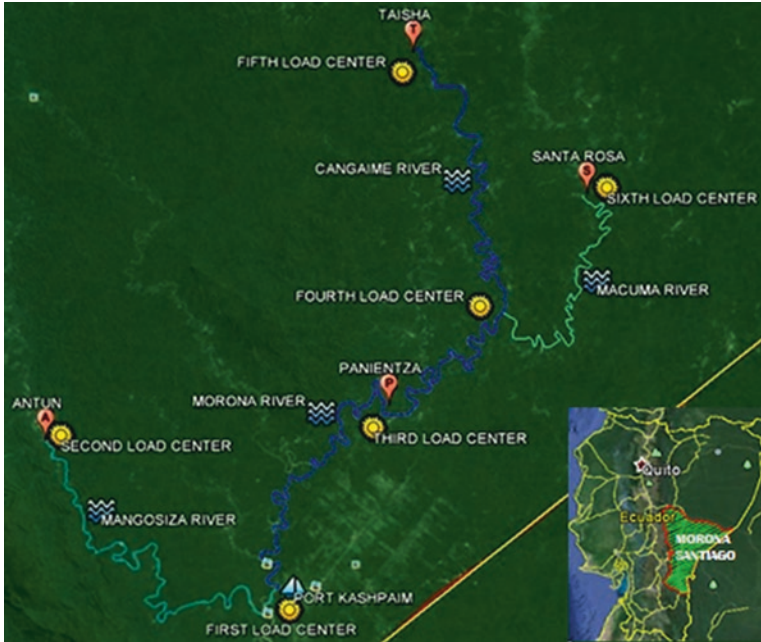 TAISHA
T
FIFTH LOAD CENTER
CANGAIME RIVER
SANTA ROSA
S
SIXTH LOAD CENTER
MACUMA RIVER
FOURTH LOAD CENTER
PANIENTZA
P
MORONA RIVER
THIRD LOAD CENTER
ANTUN
A
SECOND LOAD CENTER
MANGOSIZA RIVER
PORT KASHPAIM
FIRST LOAD CENTER
Quito
Ecuador
MORONA
SANTIAGO